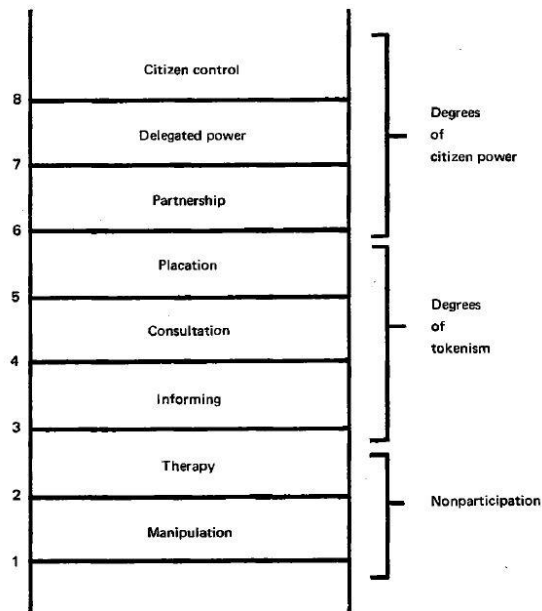 Citizen control
8
Delegated power
7
Partnership
6
Placation
5
Consultation
4
Informing
3
Therapy
2
Manipulation
1
Degrees
of
citizen power
Degrees
of
tokenism
Nonparticipation